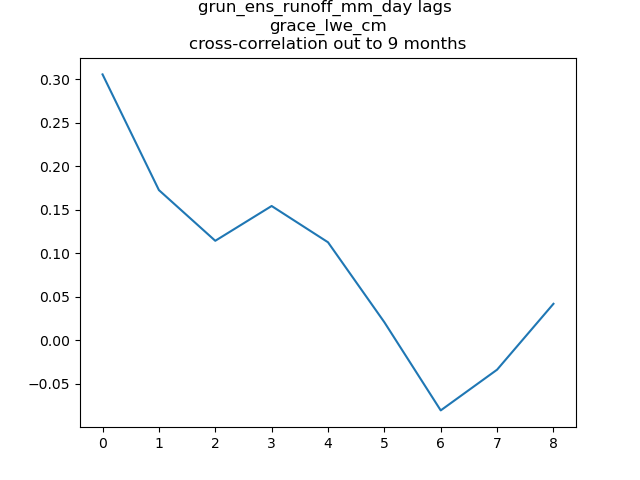 grun_ens_runoff_mm_day lags
grace_lwe_cm
cross-correlation out to 9 months
0.30
0.25
0.20
0.15
0.10
0.05
0.00
−0.05
0 1 2 3 4 5 6 7 8